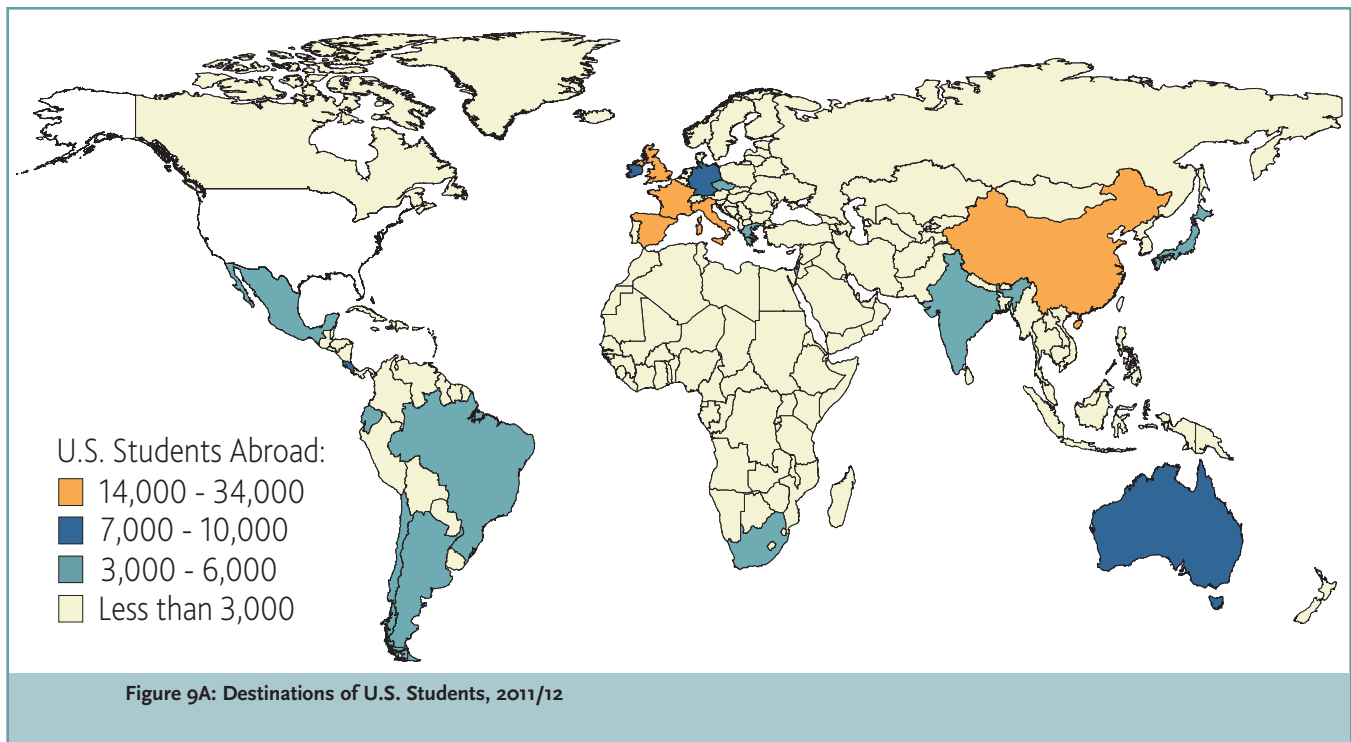 U.S. Students Abroad:
14,000 - 34,000
7,000 - 10,000
3,000 - 6,000
Less than 3,000
Figure 9A: Destinations of U.S. Students, 2011/12